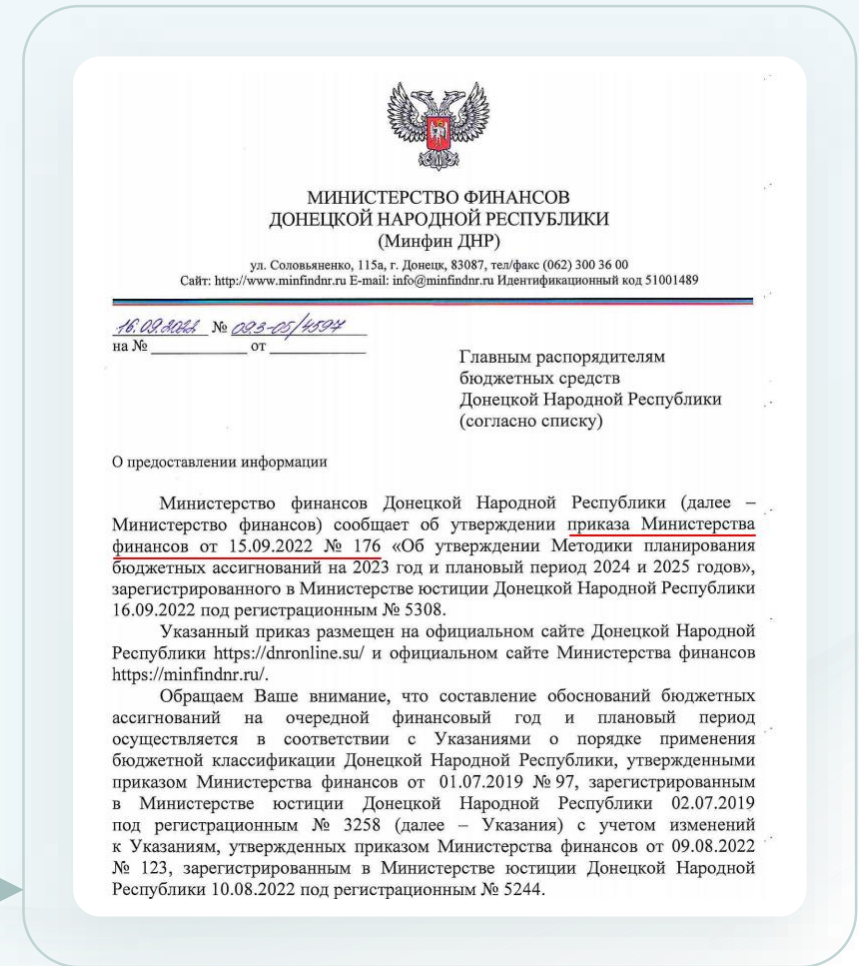 МИНИСТЕРСТВО ФИНАНСОВ
ДОНЕЦКОЙ НАРОДНОЙ РЕСПУБЛИКИ
(Минфин ДНР)
ул. Соловьяненко, 115а, г. Донецк, 83087, тел/факс (062) 300 36 00
Сайт: http://www.minfindnr.ru E-mail: info@minfindnr.ru Идентификационный код 51001489
16.09.2022 № 09.3-05/4597
на № ____________ от ____________
Главным распорядителям
бюджетных средств
Донецкой Народной Республики
(согласно списку)
О предоставлении информации
Министерство финансов Донецкой Народной Республики (далее –
Министерство финансов) сообщает об утверждении приказа Министерства
финансов от 15.09.2022 № 176 «Об утверждении Методики планирования
бюджетных ассигнований на 2023 год и плановый период 2024 и 2025 годов»,
зарегистрированного в Министерстве юстиции Донецкой Народной Республики
16.09.2022 под регистрационным № 5308.
Указанный приказ размещен на официальном сайте Донецкой Народной
Республики https://dnronline.su/ и официальном сайте Министерства финансов
https://minfindnr.ru/.
Обращаем Ваше внимание, что составление обоснований бюджетных
ассигнований на очередной финансовый год и плановый период
осуществляется в соответствии с Указаниями о порядке применения
бюджетной классификации Донецкой Народной Республики, утвержденными
приказом Министерства финансов от 01.07.2019 № 97, зарегистрированным
в Министерстве юстиции Донецкой Народной Республики 02.07.2019
под регистрационным № 3258 (далее – Указания) с учетом изменений
к Указаниям, утвержденных приказом Министерства финансов от 09.08.2022
№ 123, зарегистрированным в Министерстве юстиции Донецкой Народной
Республики 10.08.2022 под регистрационным № 5244.